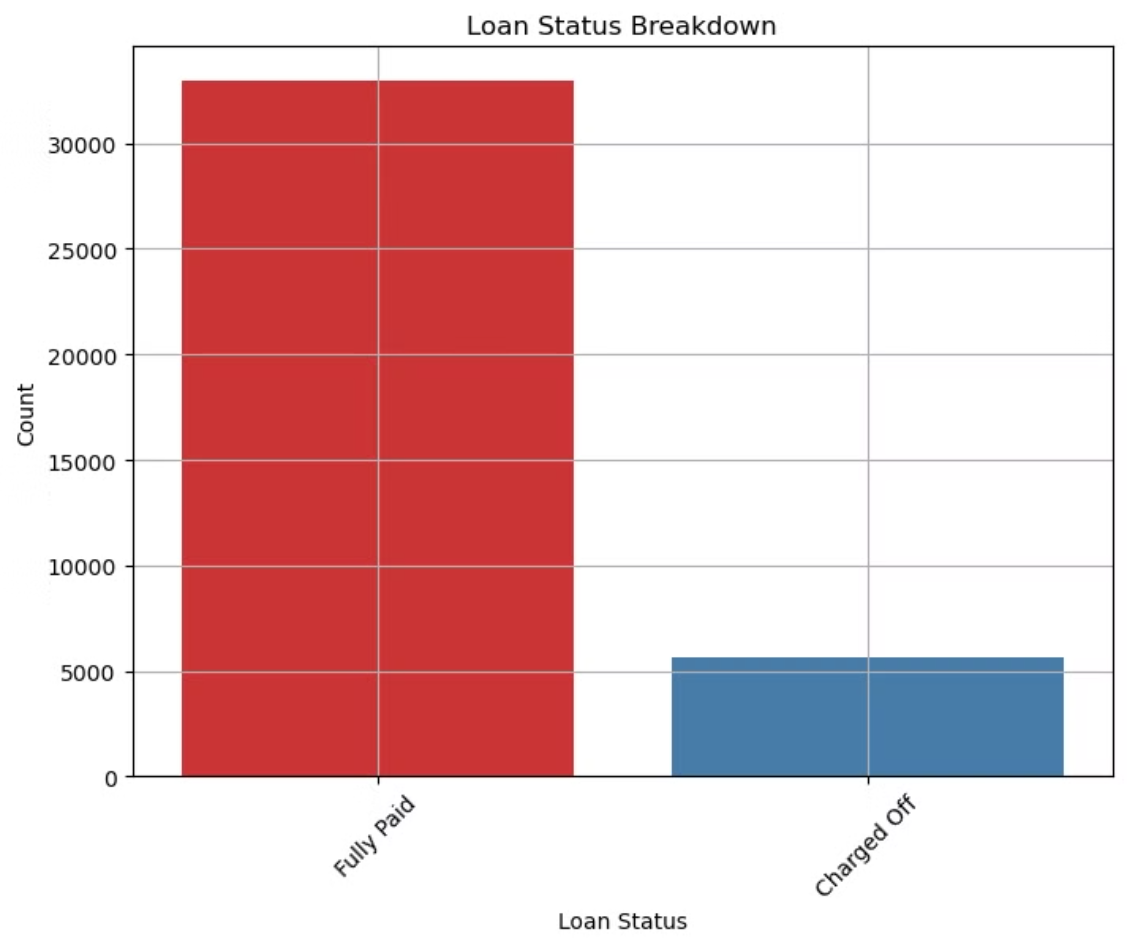 Loan Status Breakdown
30000
25000
20000
15000
10000
5000
0
Count
Fully Paid
Charged Off
Loan Status